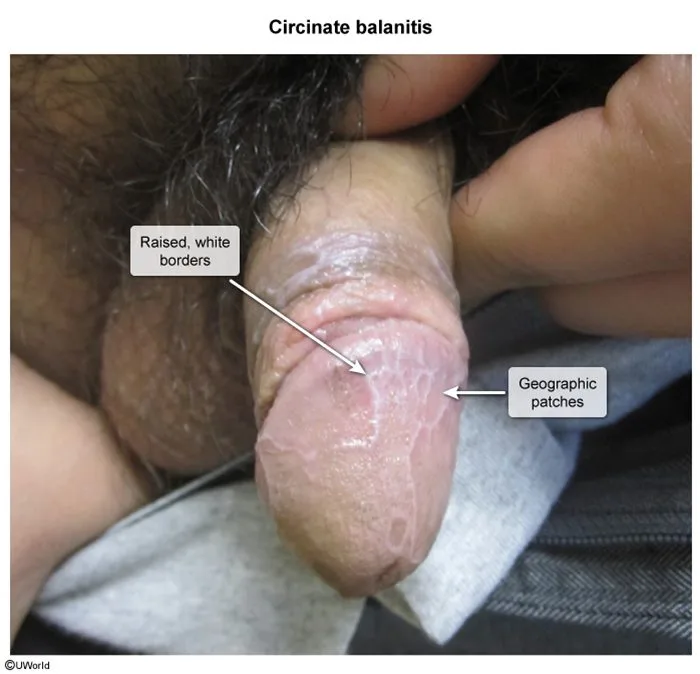 Circinate balanitis
Raised, white
borders
Geographic
patches
©UWorld